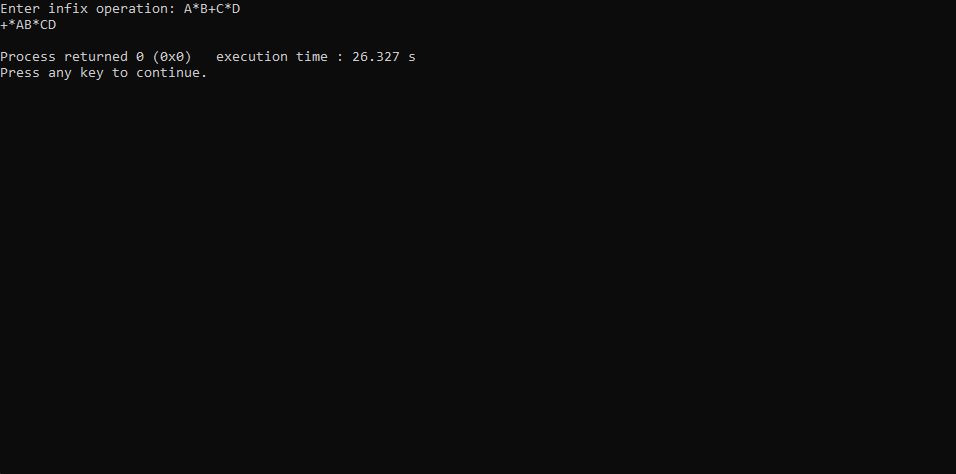 Enter infix operation: A*B+C*D
+*AB*CD
Process returned 0 (0x0)   execution time : 26.327 s
Press any key to continue.